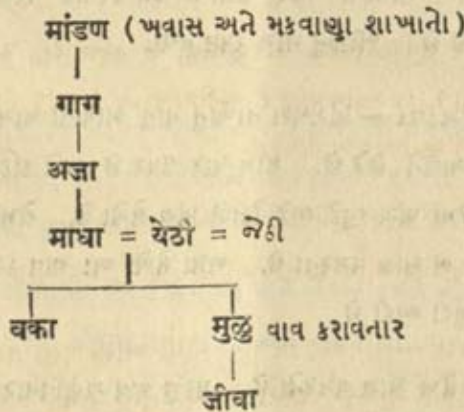 मांडण (ખવાસ અને મકવાણા શાખાનો)
गाग
अजा
माधा = येठो = જેઠી
वका मुळु વાવ કરાવનાર
जीवा